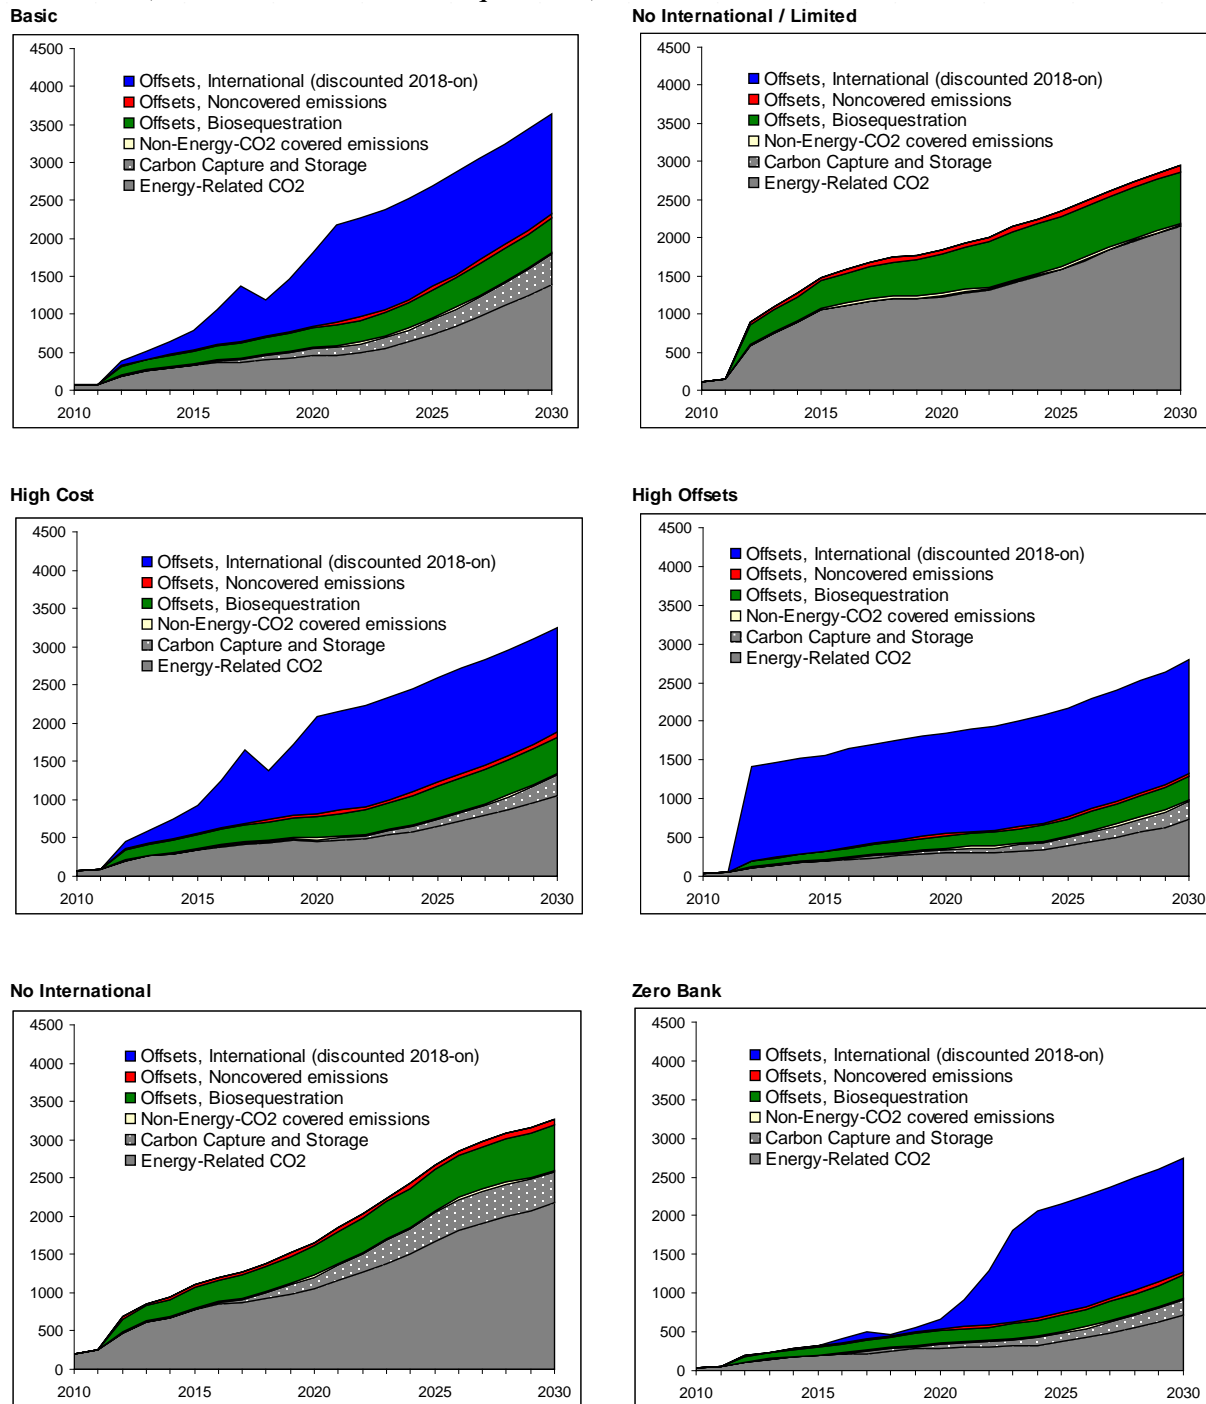 Basic
4500
4000
3500
3000
2500
2000
1500
1000
500
0
Offsets, International (discounted 2018-on)
Offsets, Noncovered emissions
Offsets, Biosequestration
Non-Energy-CO2 covered emissions
Carbon Capture and Storage
Energy-Related CO2
2010 2015 2020 2025 2030
No International / Limited
4500
4000
3500
3000
2500
2000
1500
1000
500
0
Offsets, International (discounted 2018-on)
Offsets, Noncovered emissions
Offsets, Biosequestration
Non-Energy-CO2 covered emissions
Carbon Capture and Storage
Energy-Related CO2
2010 2015 2020 2025 2030
High Cost
4500
4000
3500
3000
2500
2000
1500
1000
500
0
Offsets, International (discounted 2018-on)
Offsets, Noncovered emissions
Offsets, Biosequestration
Non-Energy-CO2 covered emissions
Carbon Capture and Storage
Energy-Related CO2
2010 2015 2020 2025 2030
High Offsets
4500
4000
3500
3000
2500
2000
1500
1000
500
0
Offsets, International (discounted 2018-on)
Offsets, Noncovered emissions
Offsets, Biosequestration
Non-Energy-CO2 covered emissions
Carbon Capture and Storage
Energy-Related CO2
2010 2015 2020 2025 2030
No International
4500
4000
3500
3000
2500
2000
1500
1000
500
0
Offsets, International (discounted 2018-on)
Offsets, Noncovered emissions
Offsets, Biosequestration
Non-Energy-CO2 covered emissions
Carbon Capture and Storage
Energy-Related CO2
2010 2015 2020 2025 2030
Zero Bank
4500
4000
3500
3000
2500
2000
1500
1000
500
0
Offsets, International (discounted 2018-on)
Offsets, Noncovered emissions
Offsets, Biosequestration
Non-Energy-CO2 covered emissions
Carbon Capture and Storage
Energy-Related CO2
2010 2015 2020 2025 2030